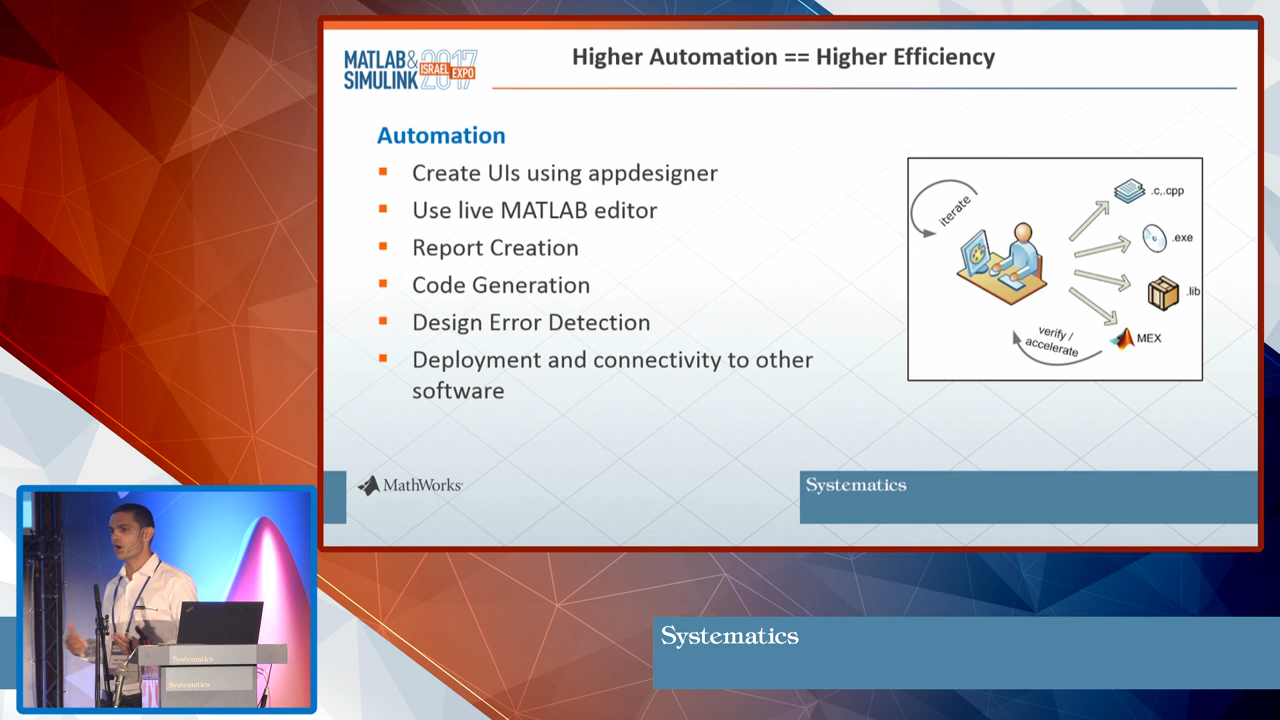 MATLAB&
SIMULINK
2017
ISRAEL EXPO
Higher Automation == Higher Efficiency
Automation
Create UIs using appdesigner
Use live MATLAB editor
Report Creation
Code Generation
Design Error Detection
Deployment and connectivity to other
software
iterate
.c,.cpp
.exe
.lib
MEX
verify /
accelerate
MathWorks®
Systematics
Systematics
Systematics
Systematics